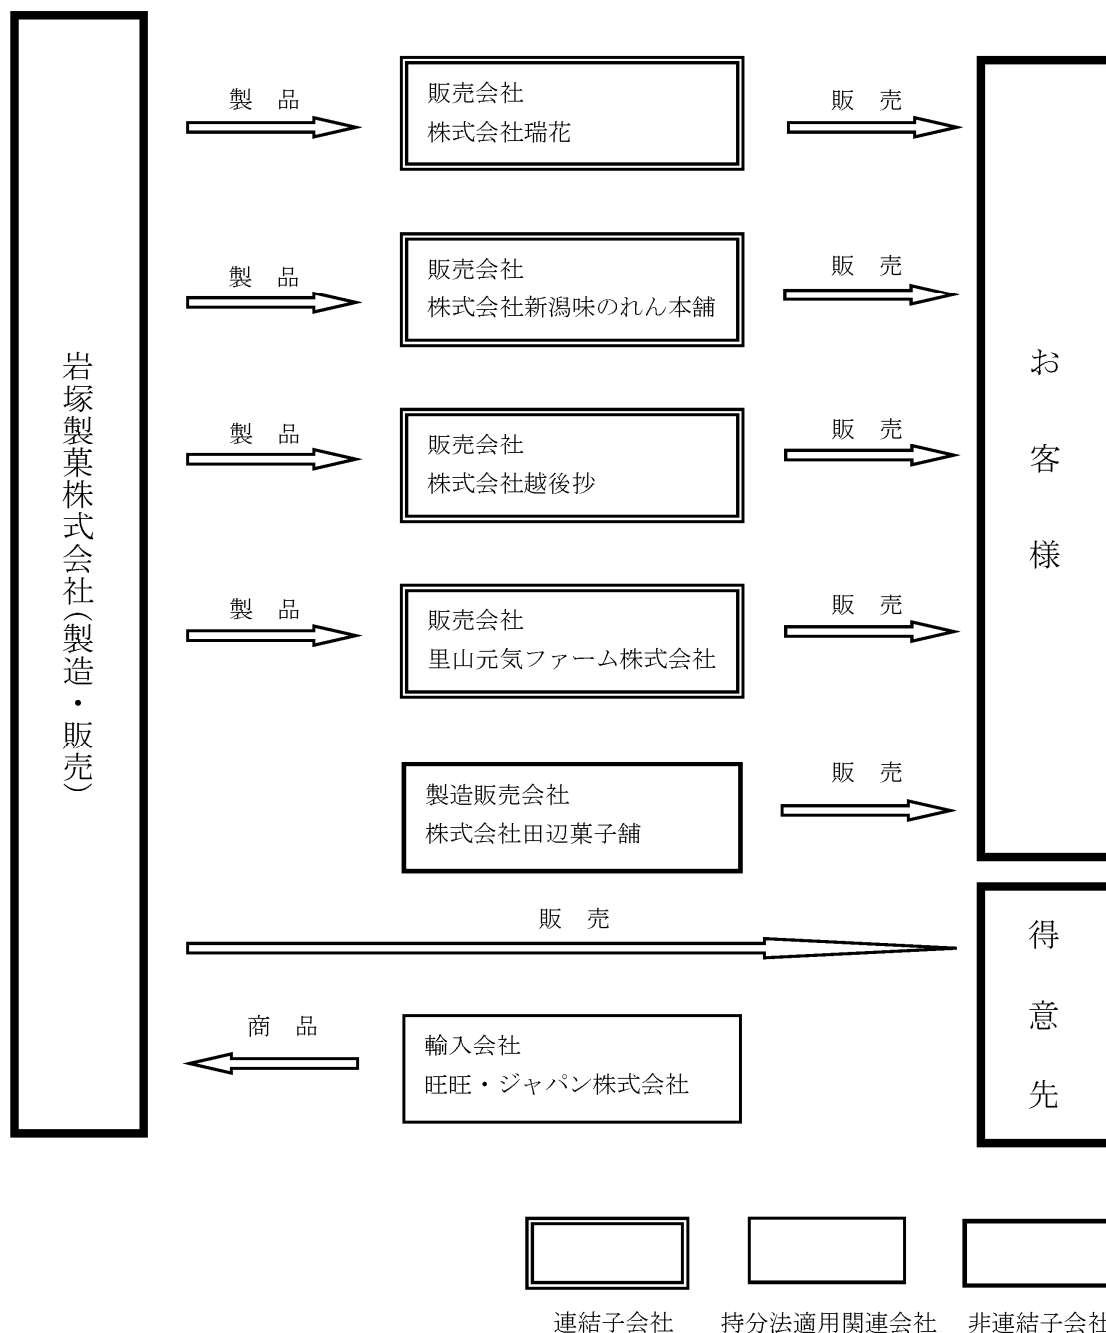 岩塚製菓株式会社(製造・販売)
製　品
販売会社
株式会社瑞花
販　売
製　品
販売会社
株式会社新潟味のれん本舗
販　売
製　品
販売会社
株式会社越後抄
販　売
製　品
販売会社
里山元気ファーム株式会社
販　売
製造販売会社
株式会社田辺菓子舗
販　売
お客様
販　売
得意先
商　品
輸入会社
旺旺・ジャパン株式会社
連結子会社
持分法適用関連会社
非連結子会社